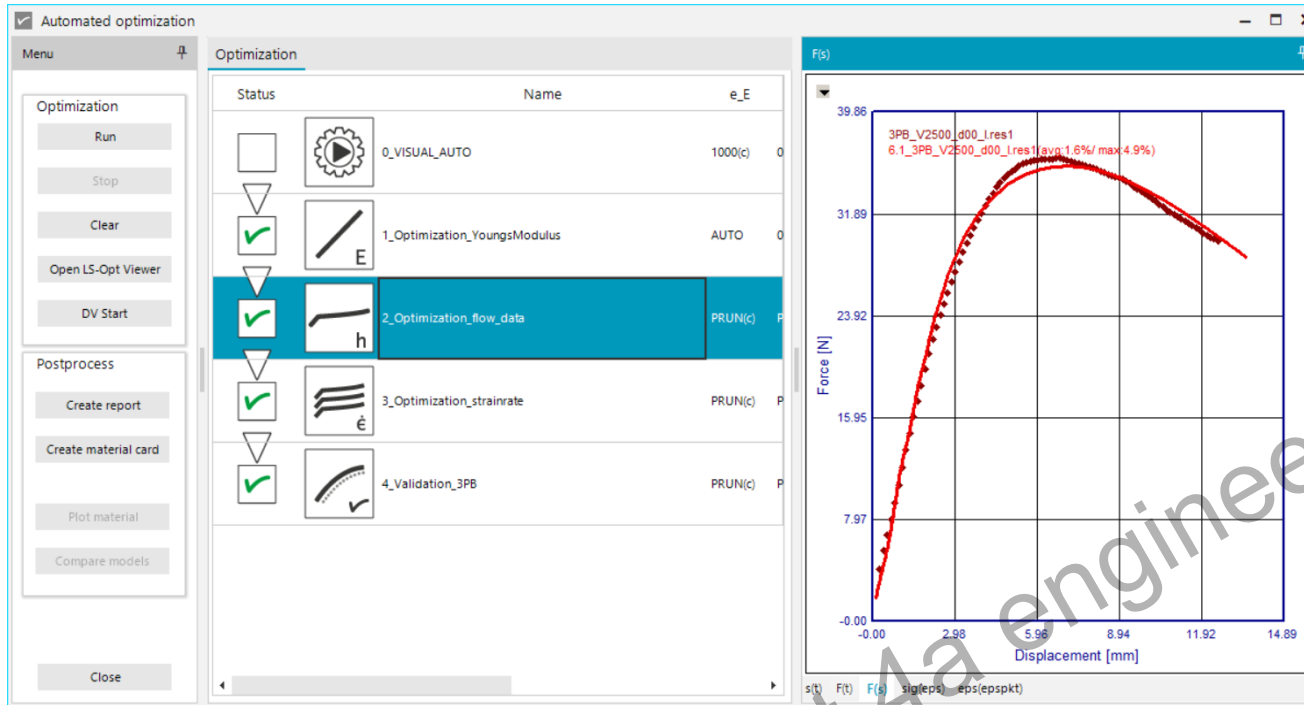 Automated optimization
Menu
Optimization
Run
Stop
Clear
Open LS-Opt Viewer
DV Start
Postprocess
Create report
Create material card
Plot material
Compare models
Close
Optimization
Status Name e_E
0_VISUAL_AUTO 1000(c) 0
1_Optimization_YoungsModulus AUTO 0
E
2_Optimization_flow_data PRUN(c) P
h
3_Optimization_strainrate PRUN(c) P
ε̇
4_Validation_3PB PRUN(c) P
F(s)
39.86
3PB_V2500_d00_l.res1
6.1_3PB_V2500_d00_l.res1(avg:1.6%/ max:4.9%)
31.89
23.92
Force [N]
15.95
7.97
-0.00
-0.00 2.98 5.96 8.94 11.92 14.89
Displacement [mm]
s(t) F(t) F(s) sig(eps) eps(epspkt)
4a enginee